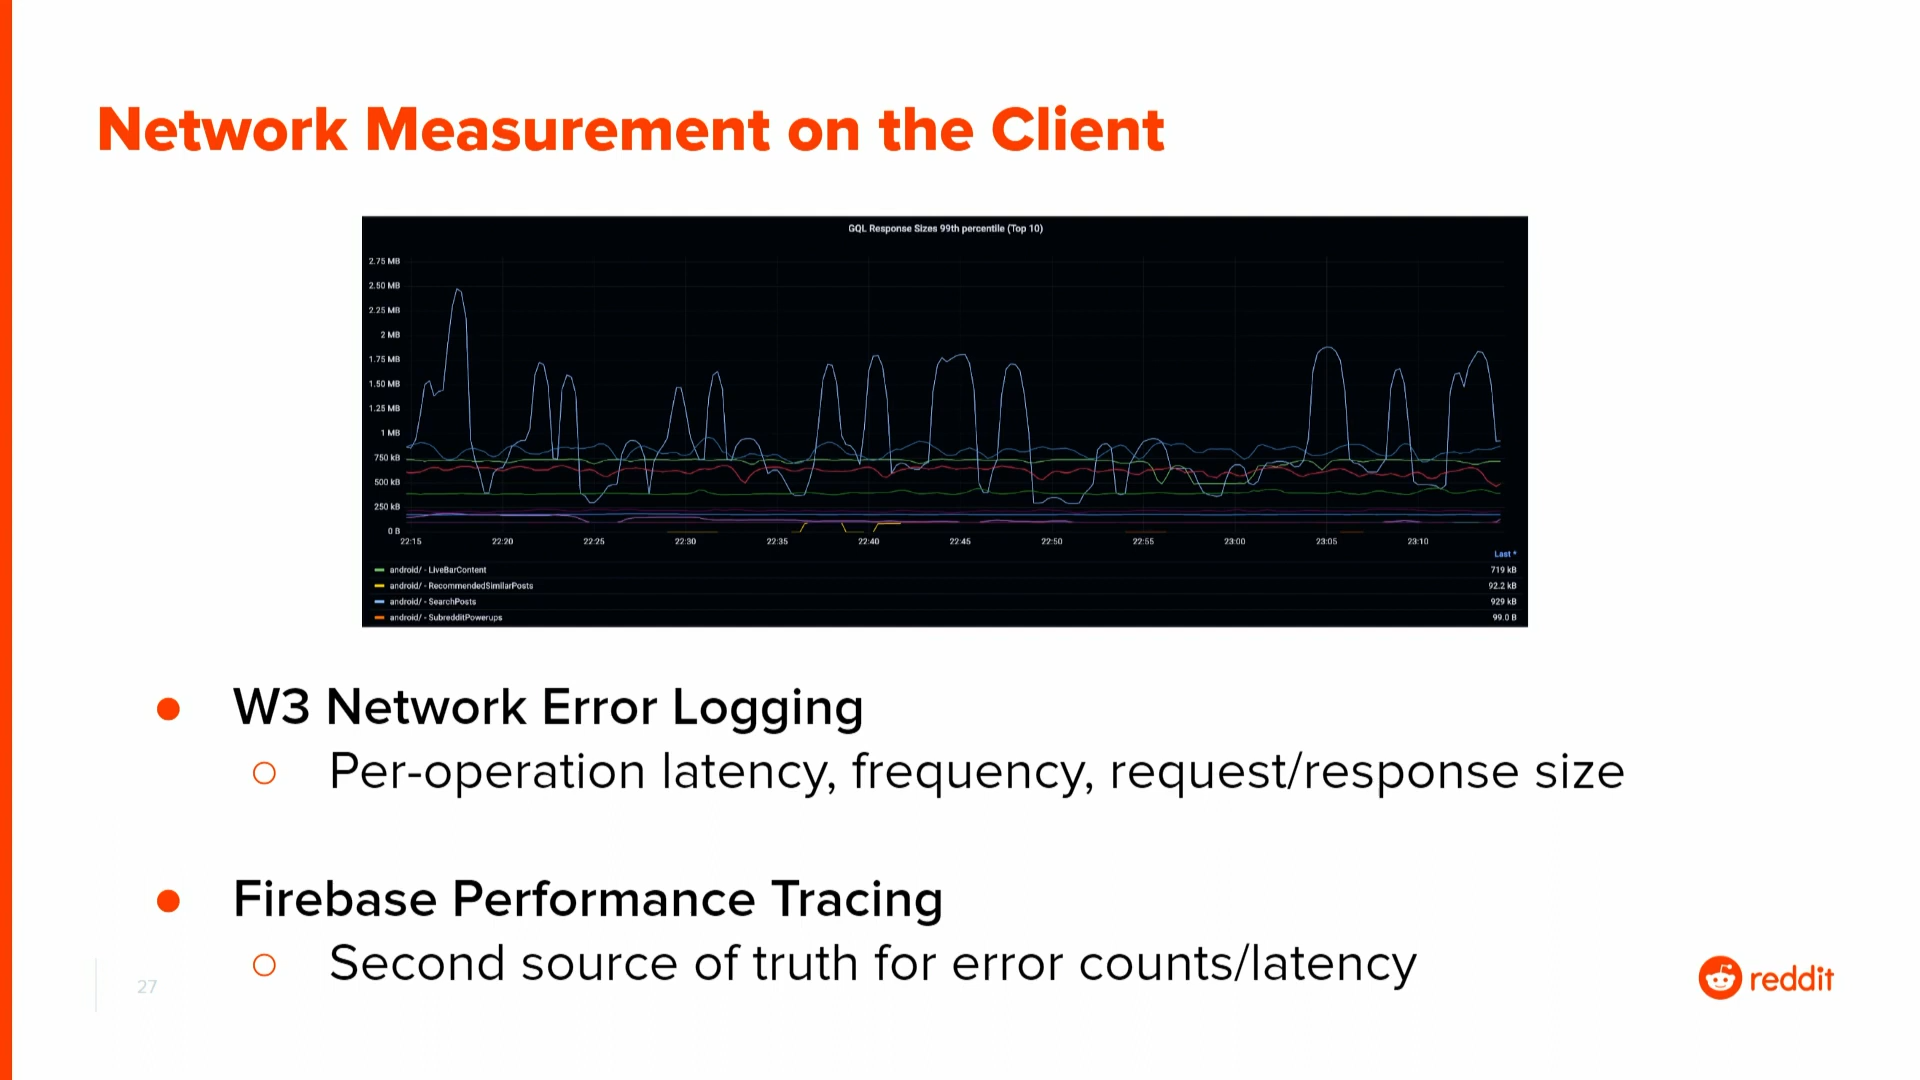 Network Measurement on the Client
GQL Response Sizes 99th percentile (Top 10)
2.75 MB
2.50 MB
2.25 MB
2 MB
1.75 MB
1.50 MB
1.25 MB
1 MB
750 kB
500 kB
250 kB
0 B
22:15 22:20 22:25 22:30 22:35 22:40 22:45 22:50 22:55 23:00 23:05 23:10
Last *
android/ - LiveBarContent 719 kB
android/ - RecommendedSimilarPosts 92.2 kB
android/ - SearchPosts 929 kB
android/ - SubredditPowerups 99.0 B
W3 Network Error Logging
Per-operation latency, frequency, request/response size
Firebase Performance Tracing
Second source of truth for error counts/latency
27
reddit